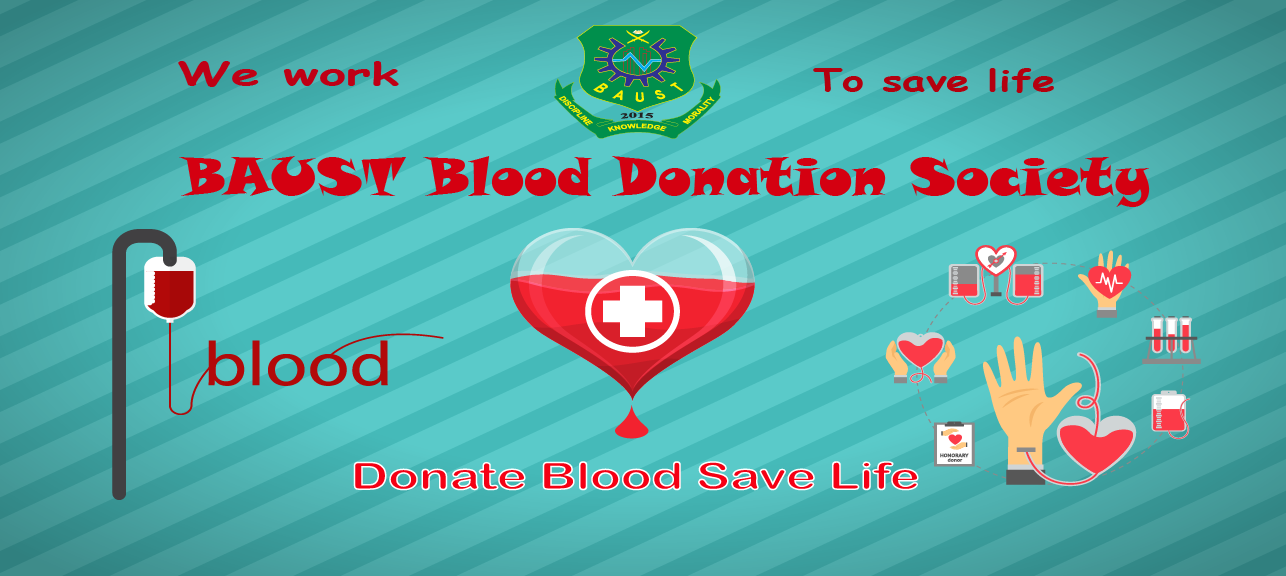 We work
To save life
BAUST
2015
DISCIPLINE
KNOWLEDGE
MORALITY
BAUST Blood Donation Society
blood
HONORARY
donor
Donate Blood Save Life